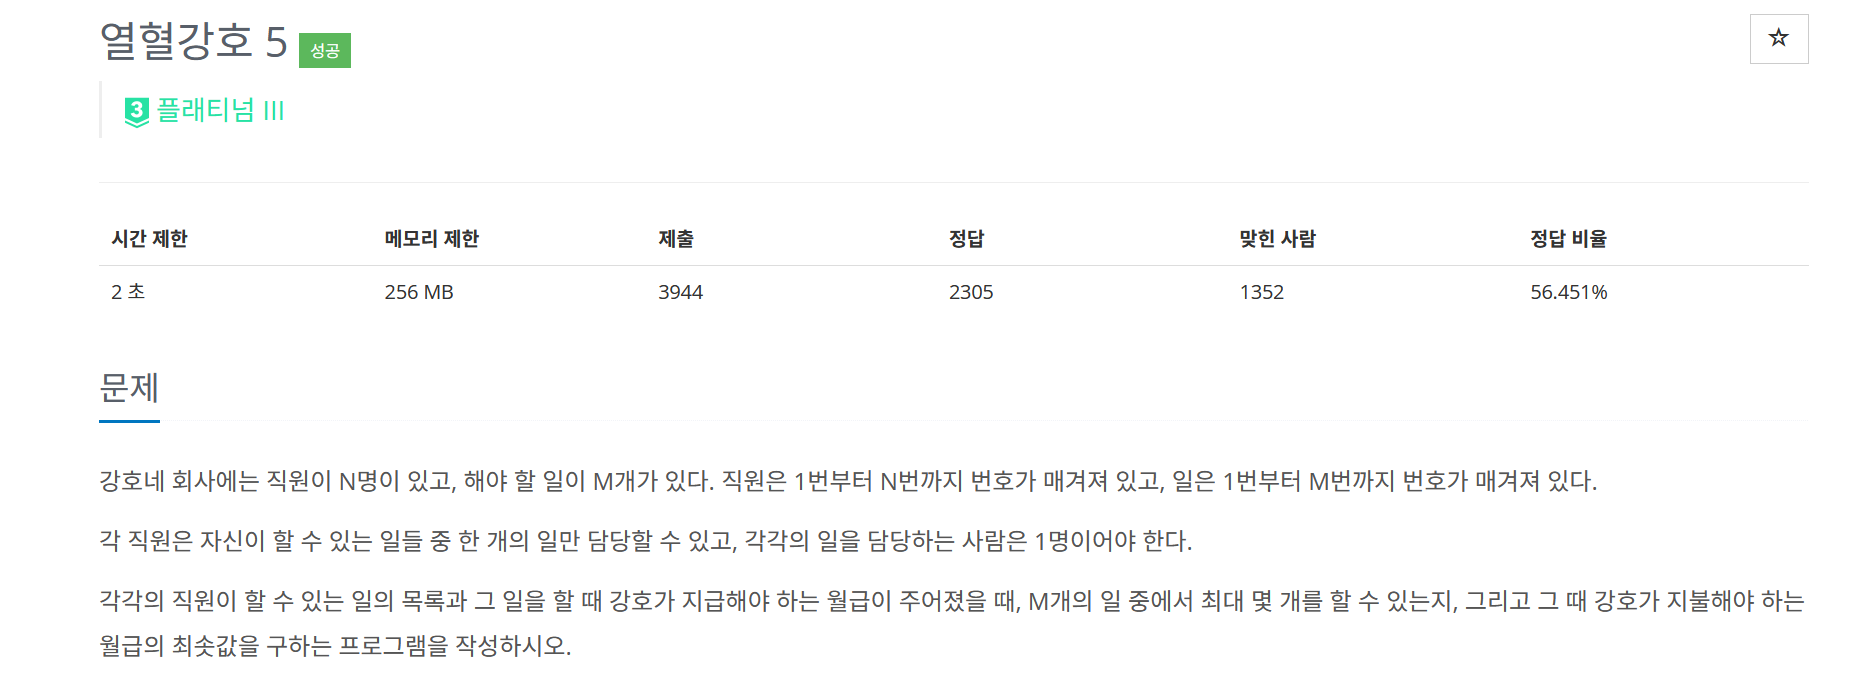 열혈강호 5 성공
3 플래티넘 III
시간 제한 메모리 제한 제출 정답 맞힌 사람 정답 비율
2 초 256 MB 3944 2305 1352 56.451%
문제
강호네 회사에는 직원이 N명이 있고, 해야 할 일이 M개가 있다. 직원은 1번부터 N번까지 번호가 매겨져 있고, 일은 1번부터 M번까지 번호가 매겨져 있다.
각 직원은 자신이 할 수 있는 일들 중 한 개의 일만 담당할 수 있고, 각각의 일을 담당하는 사람은 1명이어야 한다.
각각의 직원이 할 수 있는 일의 목록과 그 일을 할 때 강호가 지급해야 하는 월급이 주어졌을 때, M개의 일 중에서 최대 몇 개를 할 수 있는지, 그리고 그 때 강호가 지불해야 하는
월급의 최솟값을 구하는 프로그램을 작성하시오.